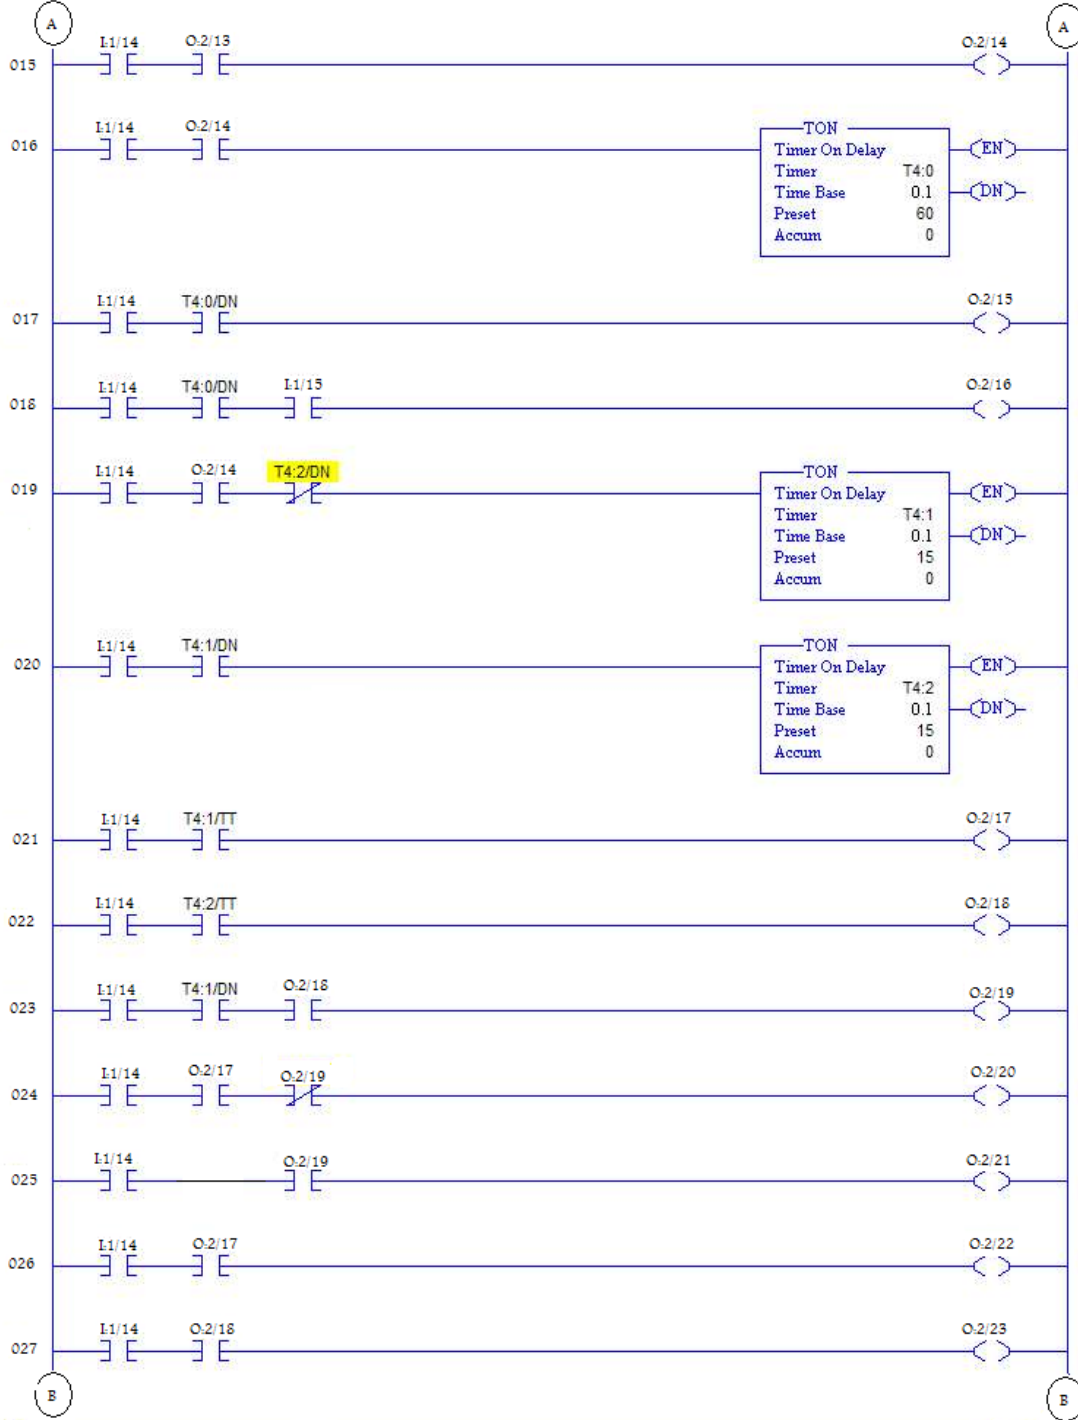 A A
I:1/14 O:2/13 O:2/14
015
I:1/14 O:2/14 TON
016 Timer On Delay EN
Timer T4:0
Time Base 0.1 DN
Preset 60
Accum 0
I:1/14 T4:0/DN O:2/15
017
I:1/14 T4:0/DN I:1/15 O:2/16
018
I:1/14 O:2/14 T4:2/DN TON
019 Timer On Delay EN
Timer T4:1
Time Base 0.1 DN
Preset 15
Accum 0
I:1/14 T4:1/DN TON
020 Timer On Delay EN
Timer T4:2
Time Base 0.1 DN
Preset 15
Accum 0
I:1/14 T4:1/TT O:2/17
021
I:1/14 T4:2/TT O:2/18
022
I:1/14 T4:1/DN O:2/18 O:2/19
023
I:1/14 O:2/17 O:2/19 O:2/20
024
I:1/14 O:2/19 O:2/21
025
I:1/14 O:2/17 O:2/22
026
I:1/14 O:2/18 O:2/23
027
B B